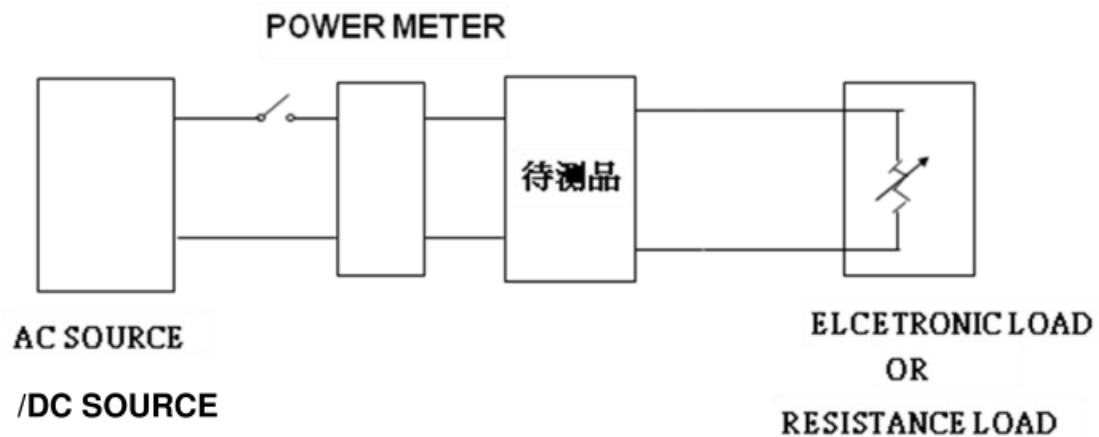 POWER METER
待测品
AC SOURCE
/DC SOURCE
ELCETRONIC LOAD
OR
RESISTANCE LOAD